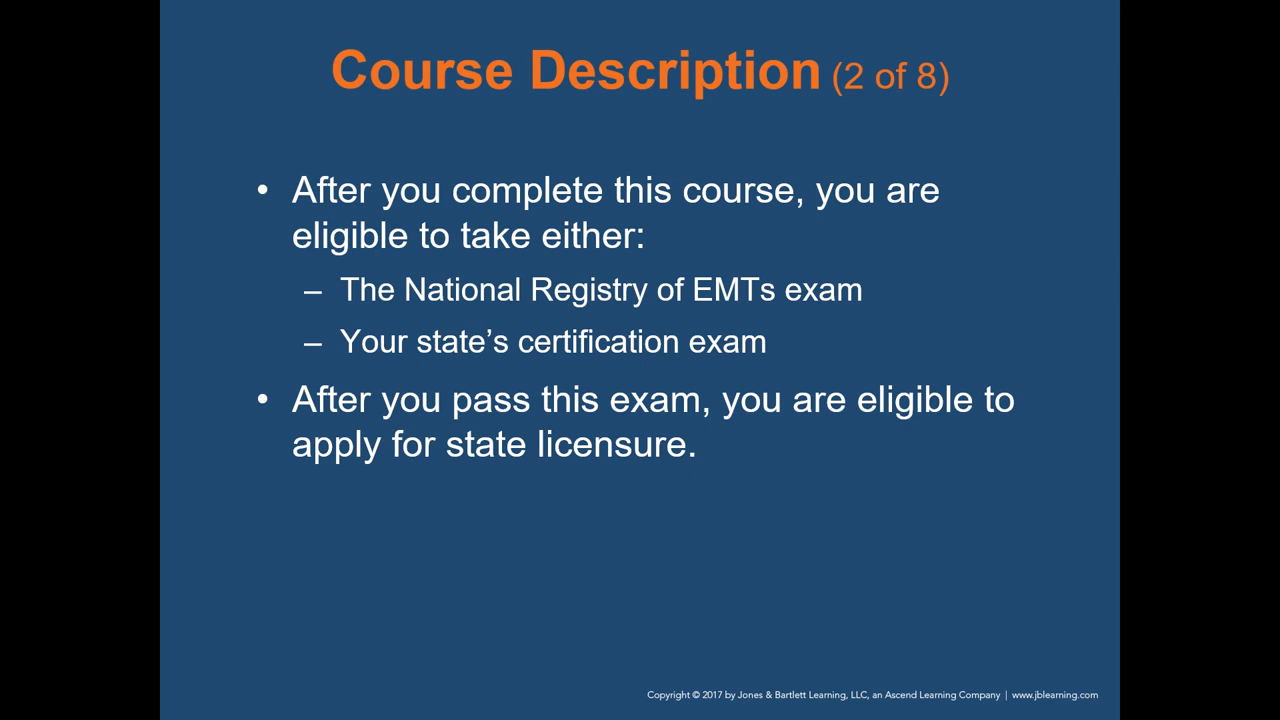 Course Description (2 of 8)
• After you complete this course, you are
eligible to take either:
– The National Registry of EMTs exam
– Your state’s certification exam
• After you pass this exam, you are eligible to
apply for state licensure.
Copyright © 2017 by Jones & Bartlett Learning, LLC, an Ascend Learning Company | www.jblearning.com